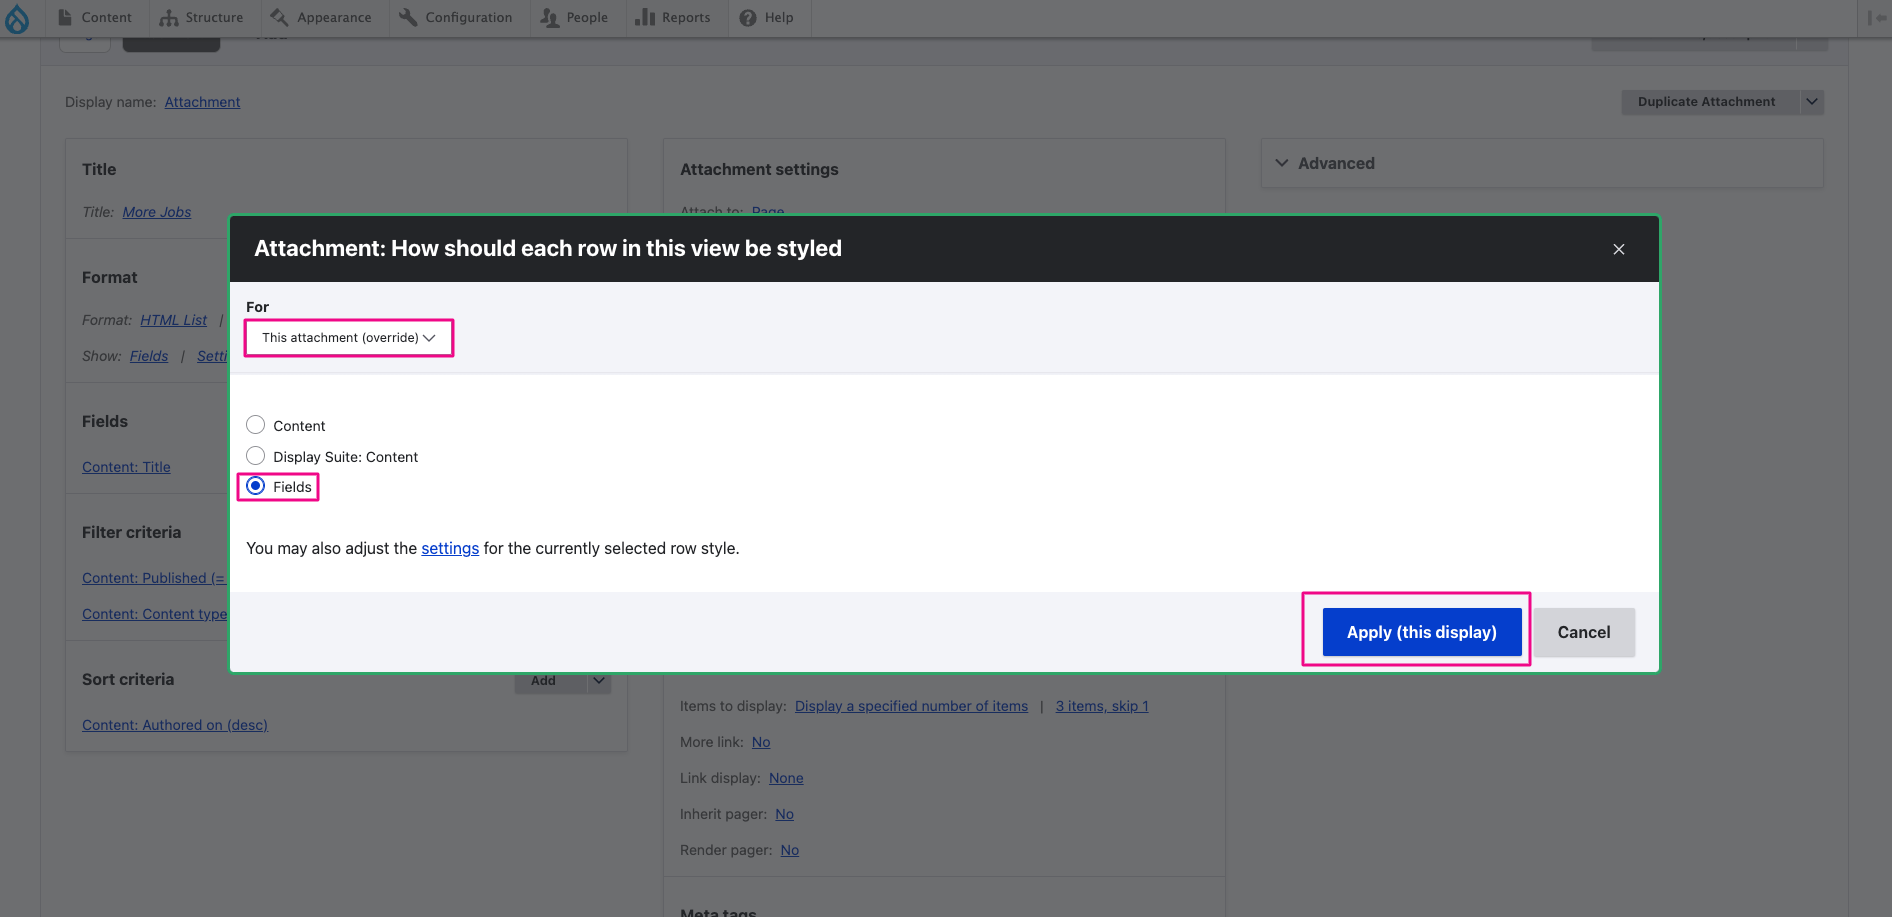 Content
Structure
Appearance
Configuration
People
Reports
Help
Display name: Attachment
Duplicate Attachment
Title
Title: More Jobs
Attachment settings
Attach to: Page
Advanced
Attachment: How should each row in this view be styled
For
This attachment (override)
Content
Display Suite: Content
Fields
You may also adjust the settings for the currently selected row style.
Apply (this display)
Cancel
Format
Format: HTML List |
Show: Fields | Setti
Fields
Content: Title
Filter criteria
Content: Published (=
Content: Content type
Sort criteria
Add
Content: Authored on (desc)
Items to display: Display a specified number of items | 3 items, skip 1
More link: No
Link display: None
Inherit pager: No
Render pager: No
Meta tags